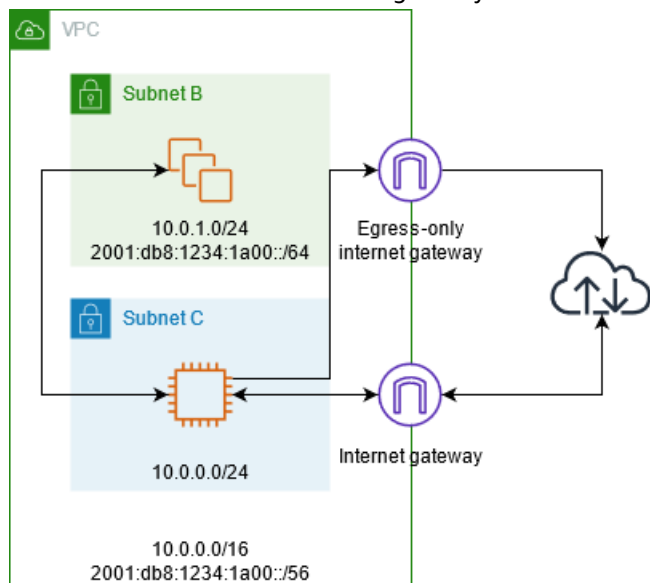 VPC
Subnet B
10.0.1.0/24
2001:db8:1234:1a00::/64
Egress-only
internet gateway
Subnet C
10.0.0.0/24
Internet gateway
10.0.0.0/16
2001:db8:1234:1a00::/56